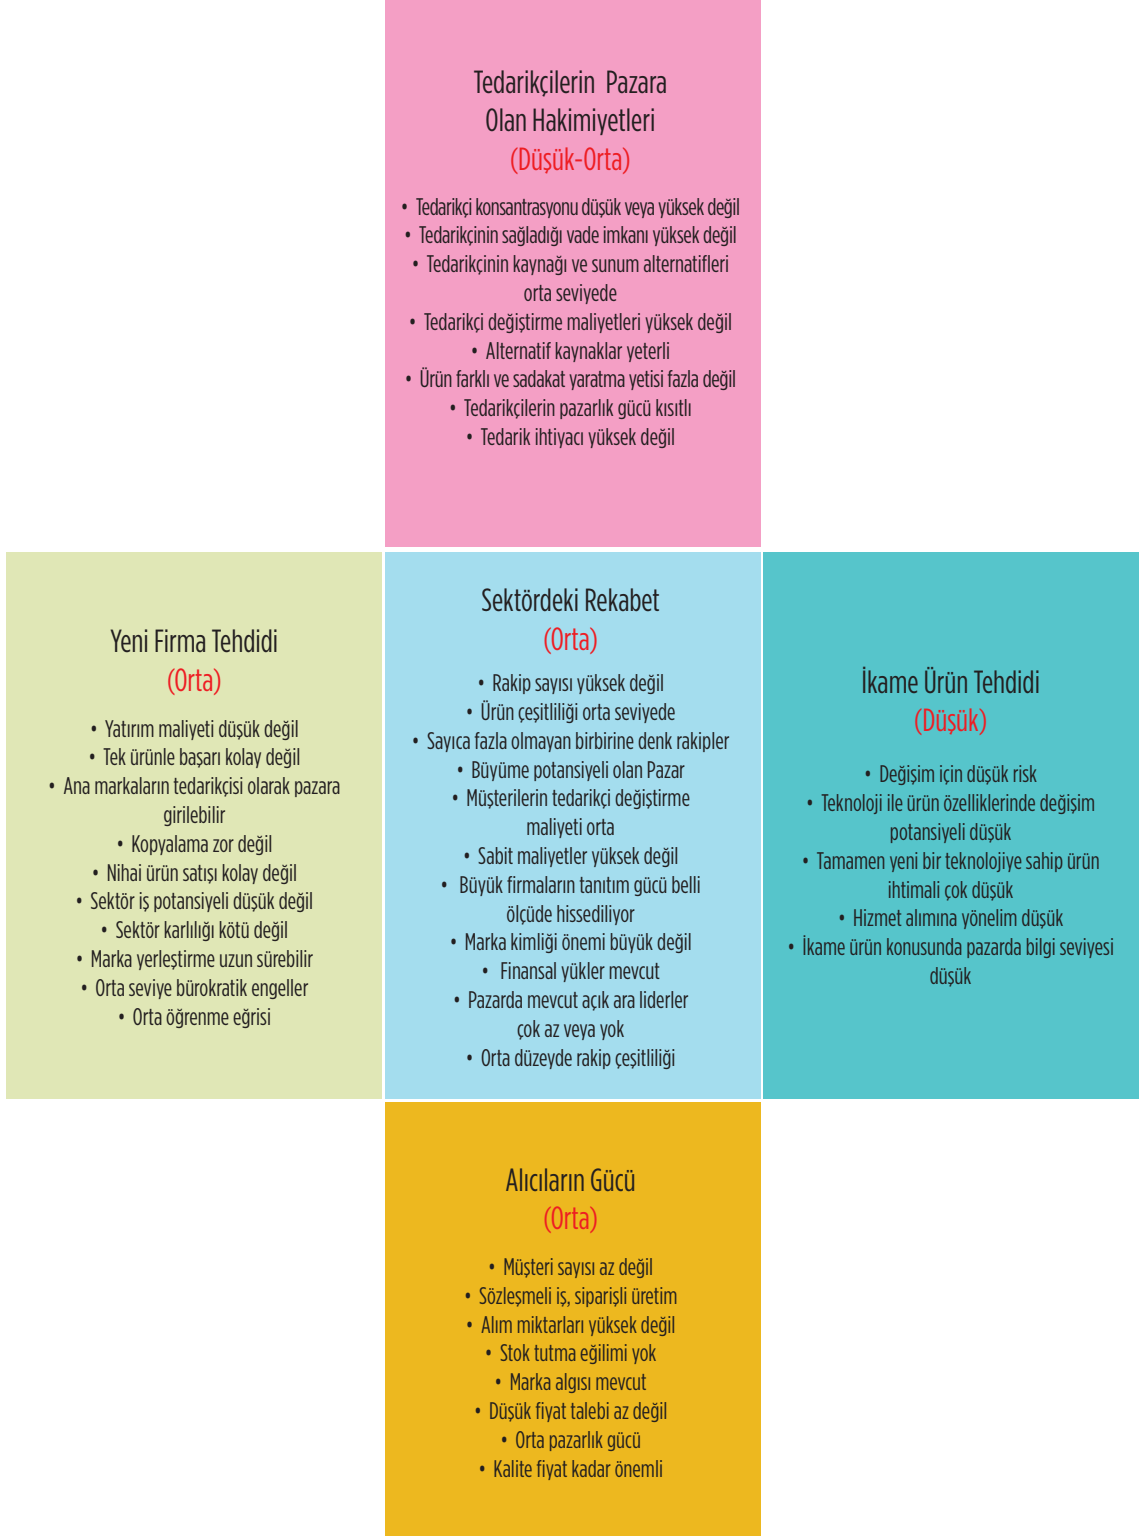 Tedarikçilerin Pazara
Olan Hakimiyetleri
(Düşük-Orta)
• Tedarikçi konsantrasyonu düşük veya yüksek değil
• Tedarikçinin sağladığı vade imkanı yüksek değil
• Tedarikçinin kaynağı ve sunum alternatifleri
orta seviyede
• Tedarikçi değiştirme maliyetleri yüksek değil
• Alternatif kaynaklar yeterli
• Ürün farklı ve sadakat yaratma yetisi fazla değil
• Tedarikçilerin pazarlık gücü kısıtlı
• Tedarik ihtiyacı yüksek değil
Yeni Firma Tehdidi
(Orta)
• Yatırım maliyeti düşük değil
• Tek ürünle başarı kolay değil
• Ana markaların tedarikçisi olarak pazara
girilebilir
• Kopyalama zor değil
• Nihai ürün satışı kolay değil
• Sektör iş potansiyeli düşük değil
• Sektör karlılığı kötü değil
• Marka yerleştirme uzun sürebilir
• Orta seviye bürokratik engeller
• Orta öğrenme eğrisi
Sektördeki Rekabet
(Orta)
• Rakip sayısı yüksek değil
• Ürün çeşitliliği orta seviyede
• Sayıca fazla olmayan birbirine denk rakipler
• Büyüme potansiyeli olan Pazar
• Müşterilerin tedarikçi değiştirme
maliyeti orta
• Sabit maliyetler yüksek değil
• Büyük firmaların tanıtım gücü belli
ölçüde hissediliyor
• Marka kimliği önemi büyük değil
• Finansal yükler mevcut
• Pazarda mevcut açık ara liderler
çok az veya yok
• Orta düzeyde rakip çeşitliliği
İkame Ürün Tehdidi
(Düşük)
• Değişim için düşük risk
• Teknoloji ile ürün özelliklerinde değişim
potansiyeli düşük
• Tamamen yeni bir teknolojiye sahip ürün
ihtimali çok düşük
• Hizmet alımına yönelim düşük
• İkame ürün konusunda pazarda bilgi seviyesi
düşük
Alıcıların Gücü
(Orta)
• Müşteri sayısı az değil
• Sözleşmeli iş, siparişli üretim
• Alım miktarları yüksek değil
• Stok tutma eğilimi yok
• Marka algısı mevcut
• Düşük fiyat talebi az değil
• Orta pazarlık gücü
• Kalite fiyat kadar önemli